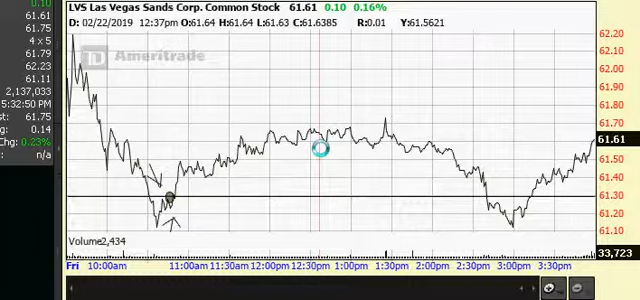 0.10
61.61
61.75
4 x 5
61.79
62.23
61.11
2,137,033
5:32:50 PM
61.75
0.14
0.23%
n/a
LVS Las Vegas Sands Corp. Common Stock 61.61 0.10 0.16%
D: 02/22/2019 12:37pm O:61.64 H:61.64 L:61.63 C:61.6385 R:0.01 Y:61.5621
TD Ameritrade
62.20
62.10
62.00
61.90
61.80
61.70
61.61
61.50
61.40
61.30
61.20
61.10
Volume2,434
33,723
Fri 10:00am 11:00am 11:30am 12:00pm 12:30pm 1:00pm 1:30pm 2:00pm 2:30pm 3:00pm 3:30pm